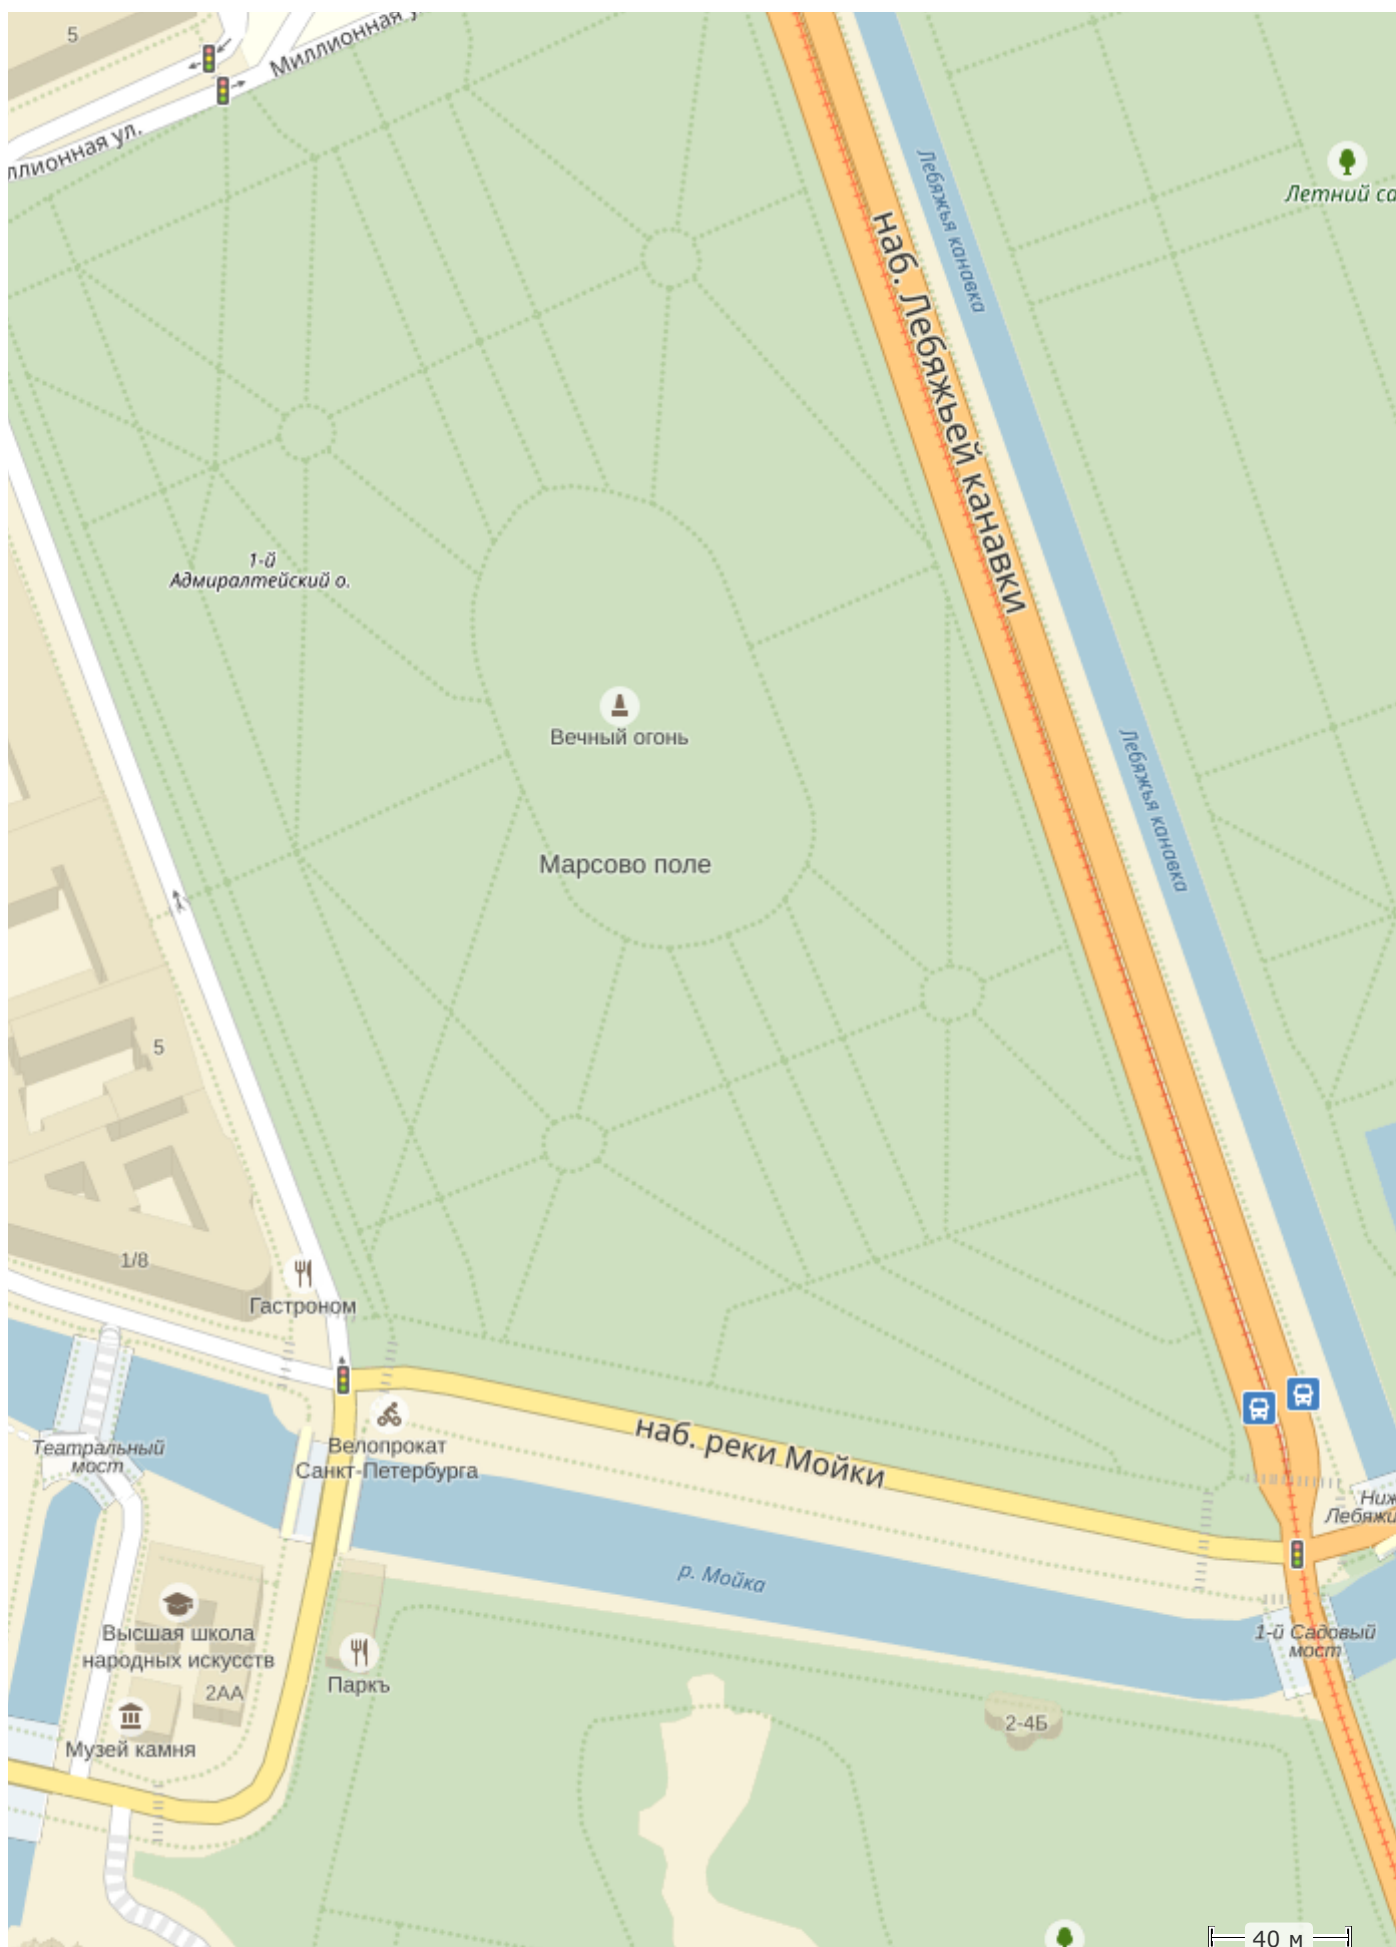 5
Миллионная у
ллионная ул.
Летний са
Лебяжья канавка
наб. Лебяжьей канавки
1-й
Адмиралтейский о.
Вечный огонь
Лебяжья канавка
Марсово поле
5
1/8
Гастроном
Театральный
мост
Велопрокат
Санкт-Петербурга
наб. реки Мойки
Ниж
Лебяжи
р. Мойка
Высшая школа
народных искусств
2АА
Паркъ
1-й Садовый
мост
2-4Б
Музей камня
40 м